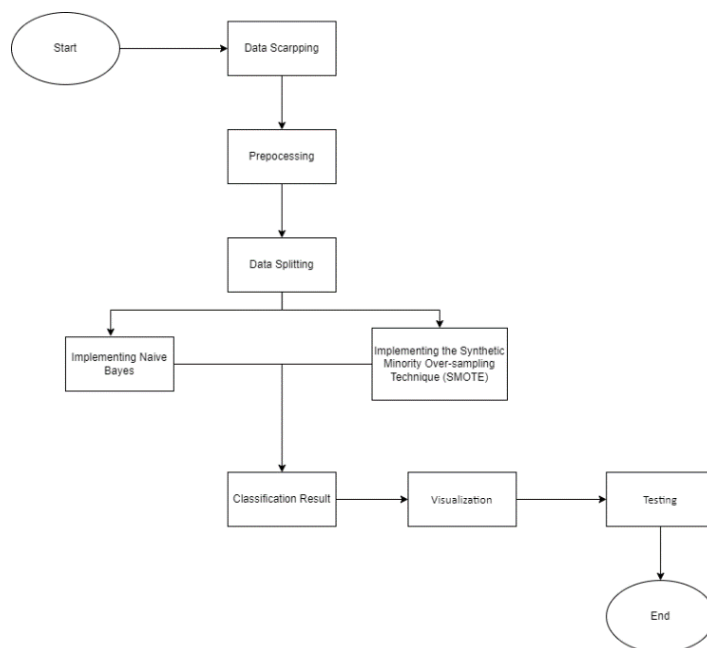 Start
Data Scarpping
Prepocessing
Data Splitting
Implementing Naive
Bayes
Implementing the Synthetic
Minority Over-sampling
Technique (SMOTE)
Classification Result
Visualization
Testing
End